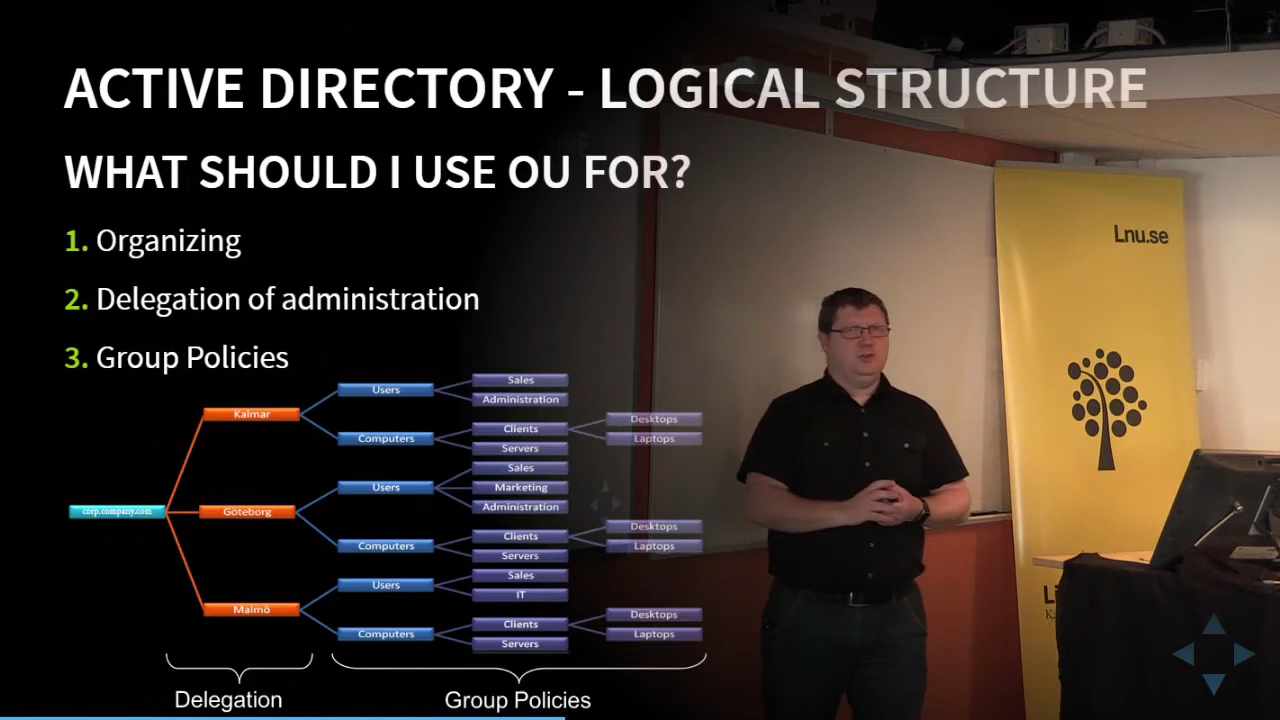 ACTIVE DIRECTORY - LOGICAL STRUCTURE
WHAT SHOULD I USE OU FOR?
1. Organizing
2. Delegation of administration
3. Group Policies
corp.company.com
Kalmar
Users
Sales
Administration
Computers
Clients
Desktops
Laptops
Servers
Göteborg
Users
Sales
Marketing
Administration
Computers
Clients
Desktops
Laptops
Servers
Malmö
Users
Sales
IT
Computers
Clients
Desktops
Laptops
Servers
Delegation
Group Policies
Lnu.se